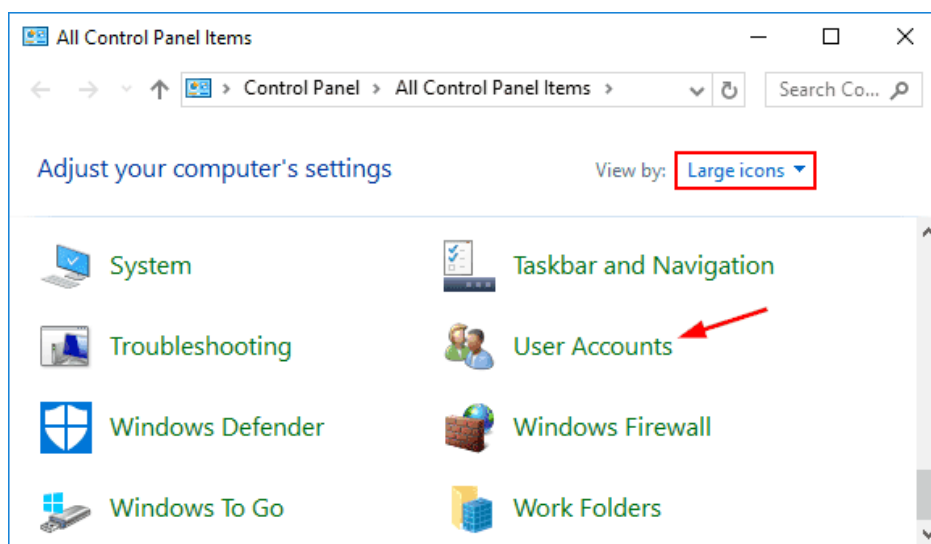 All Control Panel Items
Control Panel > All Control Panel Items >
Search Co...
Adjust your computer's settings
View by: Large icons
System
Taskbar and Navigation
Troubleshooting
User Accounts
Windows Defender
Windows Firewall
Windows To Go
Work Folders